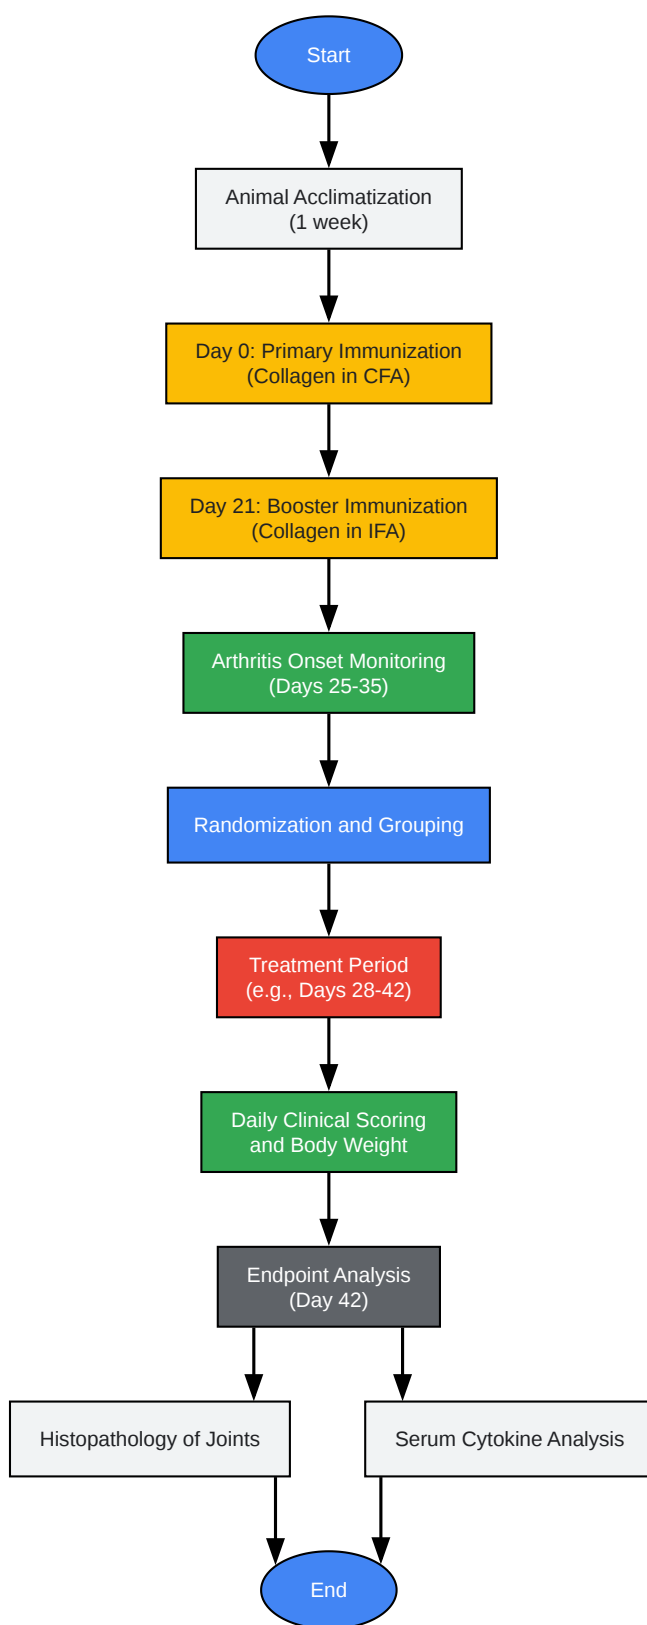 Start
Animal Acclimatization
(1 week)
Day 0: Primary Immunization
(Collagen in CFA)
Day 21: Booster Immunization
(Collagen in IFA)
Arthritis Onset Monitoring
(Days 25-35)
Randomization and Grouping
Treatment Period
(e.g., Days 28-42)
Daily Clinical Scoring
and Body Weight
Endpoint Analysis
(Day 42)
Histopathology of Joints
Serum Cytokine Analysis
End